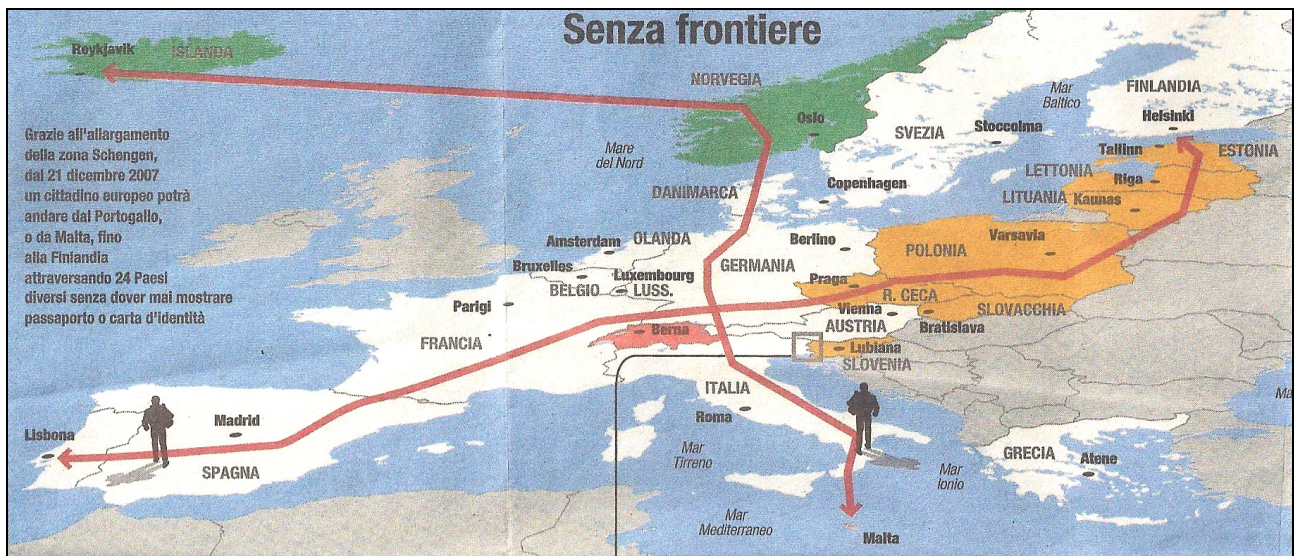 Senza frontiere
Reykjavik
ISLANDA
NORVEGIA
Oslo
SVEZIA
Stoccolma
Mar
Baltico
FINLANDIA
Helsinki
Tallinn
ESTONIA
LETTONIA
Riga
LITUANIA
Kaunas
Grazie all'allargamento
della zona Schengen,
dal 21 dicembre 2007
un cittadino europeo potrà
andare dal Portogallo,
o da Malta, fino
alla Finlandia
attraversando 24 Paesi
diversi senza dover mai mostrare
passaporto o carta d'identità
Mare
del Nord
DANIMARCA
Copenhagen
Amsterdam
OLANDA
Berlino
POLONIA
Varsavia
Bruxelles
BELGIO
Luxembourg
LUSS.
GERMANIA
Praga
R. CECA
SLOVACCHIA
Parigi
FRANCIA
Berna
Vienna
AUSTRIA
Bratislava
Lubiana
SLOVENIA
ITALIA
Roma
Madrid
Lisbona
SPAGNA
Mar
Tirreno
Mar
Ionio
GRECIA
Atene
Mar
Mediterraneo
Malta
Ma